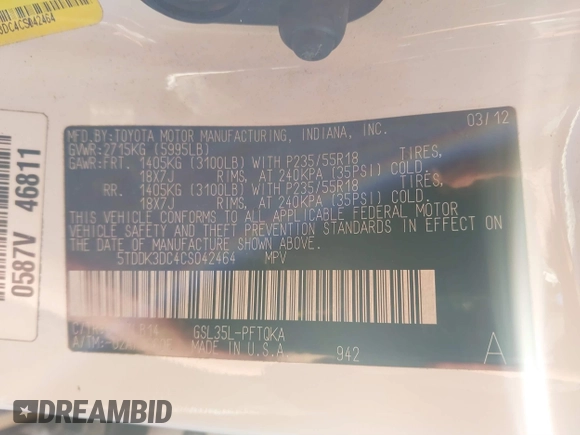 3DC4CS042464
0587V 46811
MFD.BY:TOYOTA MOTOR MANUFACTURING, INDIANA, INC. 03/12
GVWR:2715KG (5995LB)
GAWR:FRT. 1405KG (3100LB) WITH P235/55R18 TIRES,
18X7J RIMS, AT 240KPA (35PSI) COLD.
RR. 1405KG (3100LB) WITH P235/55R18 TIRES,
18X7J RIMS, AT 240KPA (35PSI) COLD.
THIS VEHICLE CONFORMS TO ALL APPLICABLE FEDERAL MOTOR
VEHICLE SAFETY AND THEFT PREVENTION STANDARDS IN EFFECT ON
THE DATE OF MANUFACTURE SHOWN ABOVE.
5TDDK3DC4CS042464 MPV
GSL35L-PFTQKA
MADE IN U.S.A. 942 A
DREAMBID